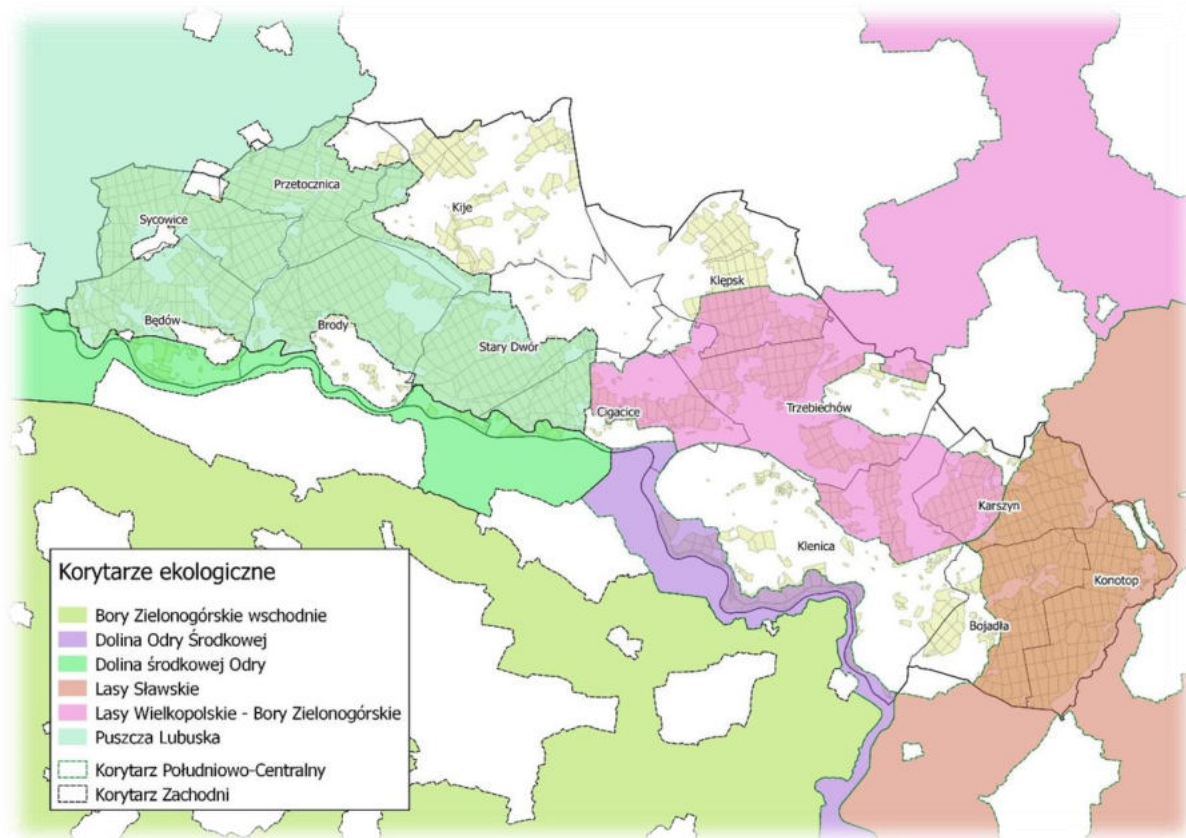 Przetocznica
Kije
Sycowice
Klępsk
Będów
Brody
Stary Dwór
Cigacice
Trzebiechów
Karszyn
Klenica
Konotop
Bojadła
Korytarze ekologiczne
Bory Zielonogórskie wschodnie
Dolina Odry Środkowej
Dolina środkowej Odry
Lasy Sławskie
Lasy Wielkopolskie - Bory Zielonogórskie
Puszcza Lubuska
Korytarz Południowo-Centralny
Korytarz Zachodni